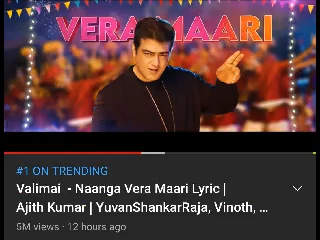 VERA MAARI
#1 ON TRENDING
Valimai - Naanga Vera Maari Lyric |
Ajith Kumar | YuvanShankarRaja, Vinoth, ...
5M views · 12 hours ago